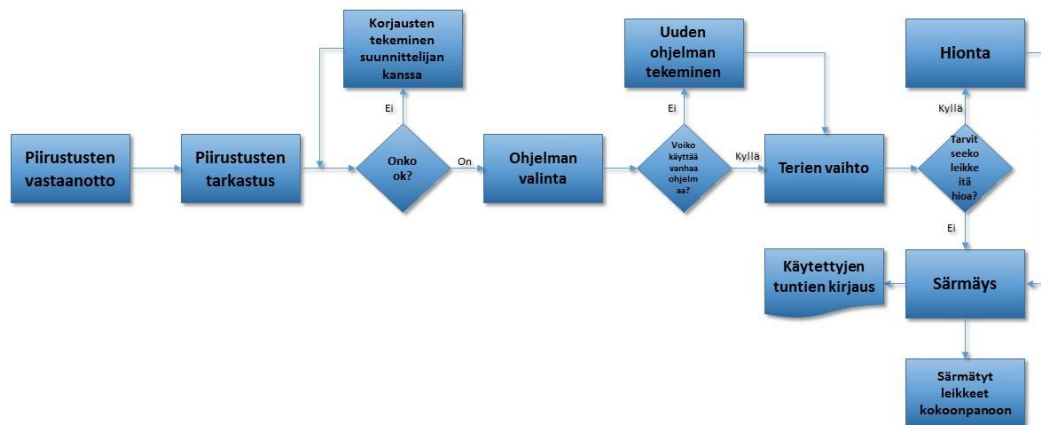 Korjausten
tekeminen
suunnittelijan
kanssa
Uuden
ohjelman
tekeminen
Hionta
Ei
Ei
Kyllä
Piirustusten
vastaanotto
Piirustusten
tarkastus
Onko
ok?
On
Ohjelman
valinta
Voiko
käyttää
vanhaa
ohjelm
aa?
Kyllä
Terien vaihto
Tarvit
seeko
leikke
itä
hioa?
Ei
Käytettyjen
tuntien kirjaus
Särmäys
Särmätyt
leikkeet
kokoonpanoon